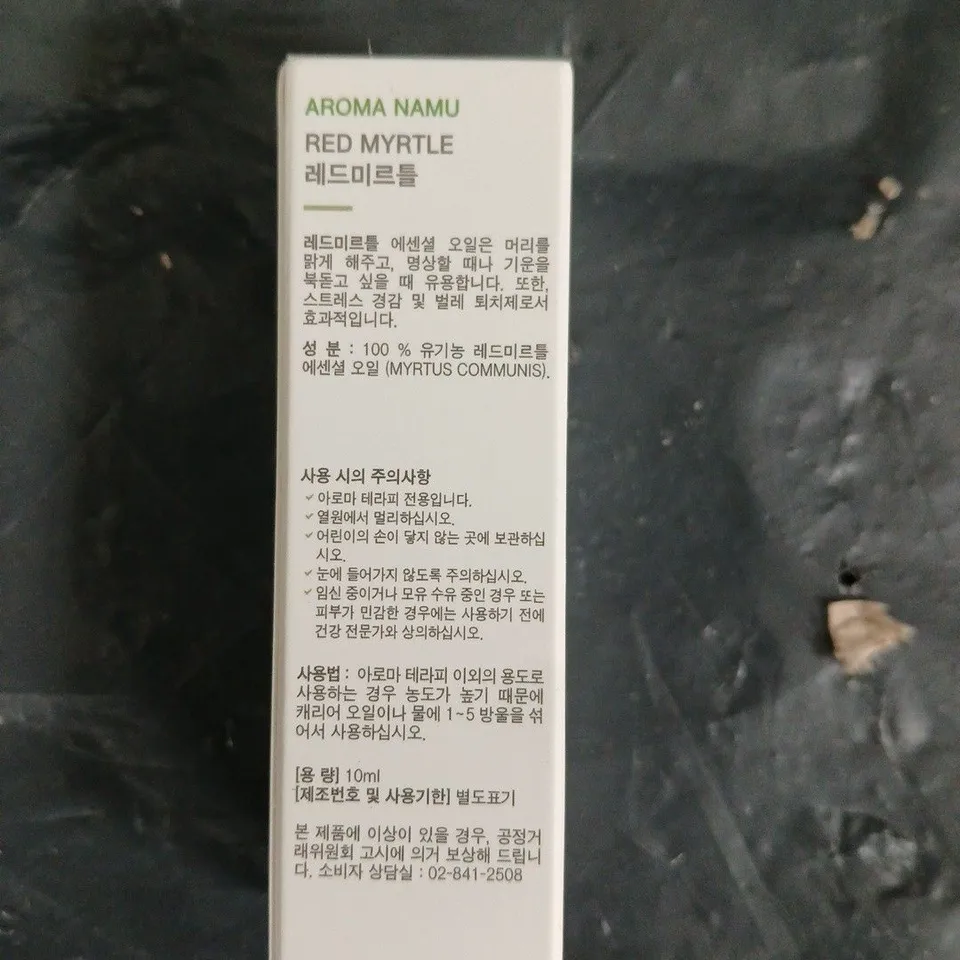 AROMA NAMU
RED MYRTLE
레드미르틀
레드미르틀 에센셜 오일은 머리를
맑게 해주고, 명상할 때나 기운을
북돋고 싶을 때 유용합니다. 또한,
스트레스 경감 및 벌레 퇴치제로서
효과적입니다.
성 분 : 100 % 유기농 레드미르틀
에센셜 오일 (MYRTUS COMMUNIS).
사용 시의 주의사항
✓아로마 테라피 전용입니다.
✓열원에서 멀리하십시오.
✓어린이의 손이 닿지 않는 곳에 보관하십
시오.
✓눈에 들어가지 않도록 주의하십시오.
✓임신 중이거나 모유 수유 중인 경우 또는
피부가 민감한 경우에는 사용하기 전에
건강 전문가와 상의하십시오.
사용법 : 아로마 테라피 이외의 용도로
사용하는 경우 농도가 높기 때문에
캐리어 오일이나 물에 1~5 방울을 섞
어서 사용하십시오.
[용 량] 10ml
[제조번호 및 사용기한] 별도표기
본 제품에 이상이 있을 경우, 공정거
래위원회 고시에 의거 보상해 드립니
다. 소비자 상담실 : 02-841-2508